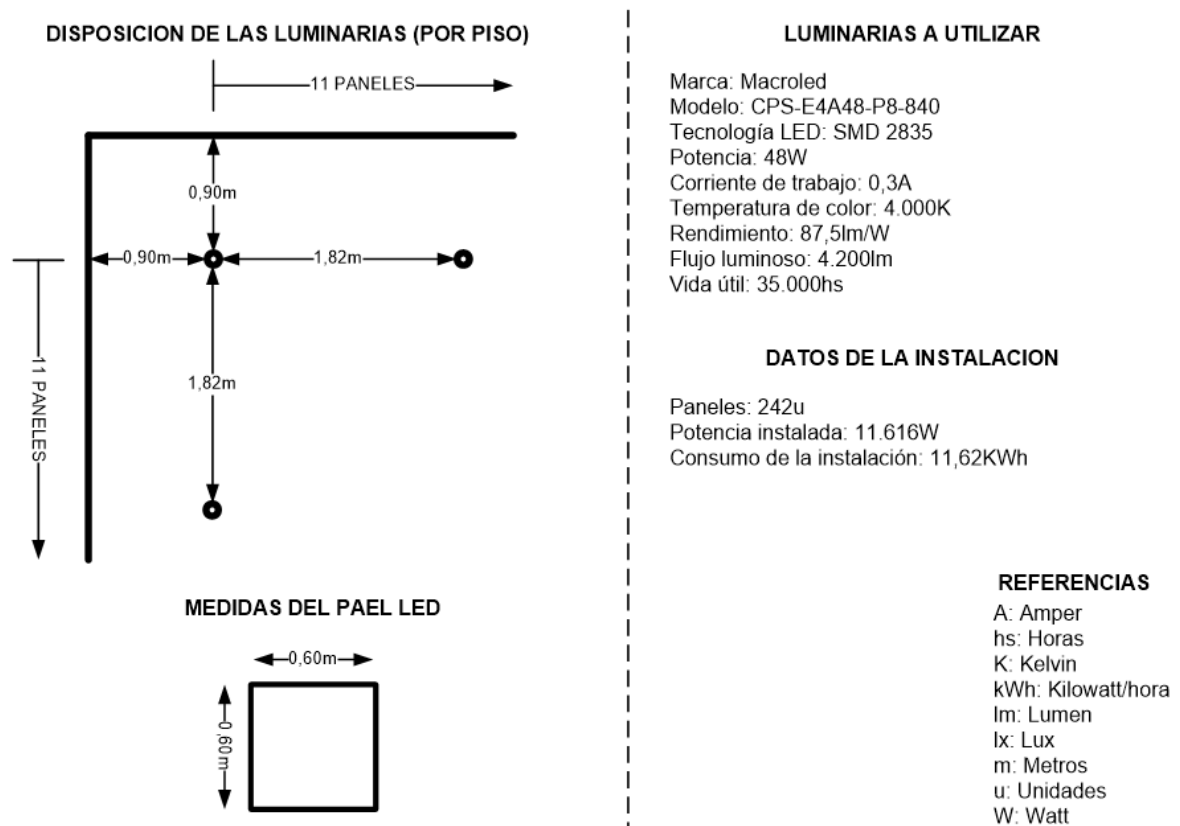 DISPOSICION DE LAS LUMINARIAS (POR PISO)
11 PANELES
0,90m
0,90m
1,82m
11 PANELES
1,82m
MEDIDAS DEL PAEL LED
0,60m
0,60m
LUMINARIAS A UTILIZAR
Marca: Macroled
Modelo: CPS-E4A48-P8-840
Tecnología LED: SMD 2835
Potencia: 48W
Corriente de trabajo: 0,3A
Temperatura de color: 4.000K
Rendimiento: 87,5lm/W
Flujo luminoso: 4.200lm
Vida útil: 35.000hs
DATOS DE LA INSTALACION
Paneles: 242u
Potencia instalada: 11.616W
Consumo de la instalación: 11,62KWh
REFERENCIAS
A: Amper
hs: Horas
K: Kelvin
kWh: Kilowatt/hora
lm: Lumen
lx: Lux
m: Metros
u: Unidades
W: Watt